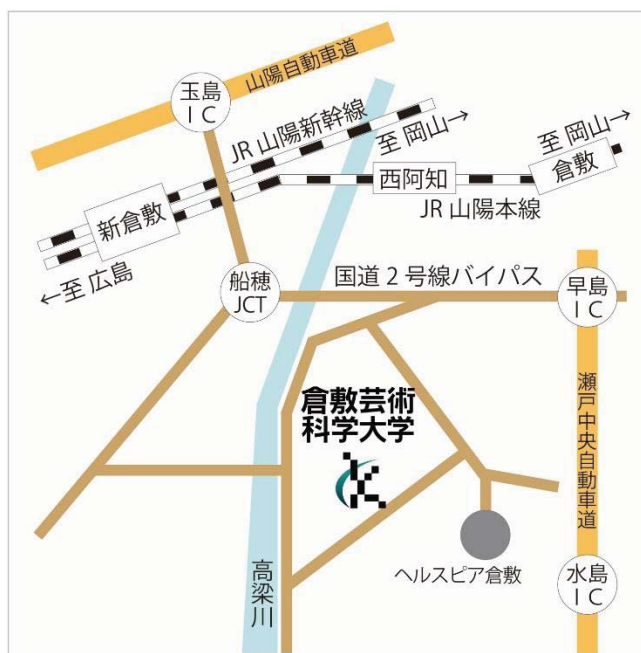 山陽自動車道
玉島
IC
JR 山陽新幹線
至 岡山→
至 岡山→
倉敷
西阿知
新倉敷
JR 山陽本線
←至 広島
船穂
JCT
国道 2 号線バイパス
早島
IC
倉敷芸術
科学大学
瀬戸中央自動車道
ヘルスピア倉敷
高梁川
水島
IC